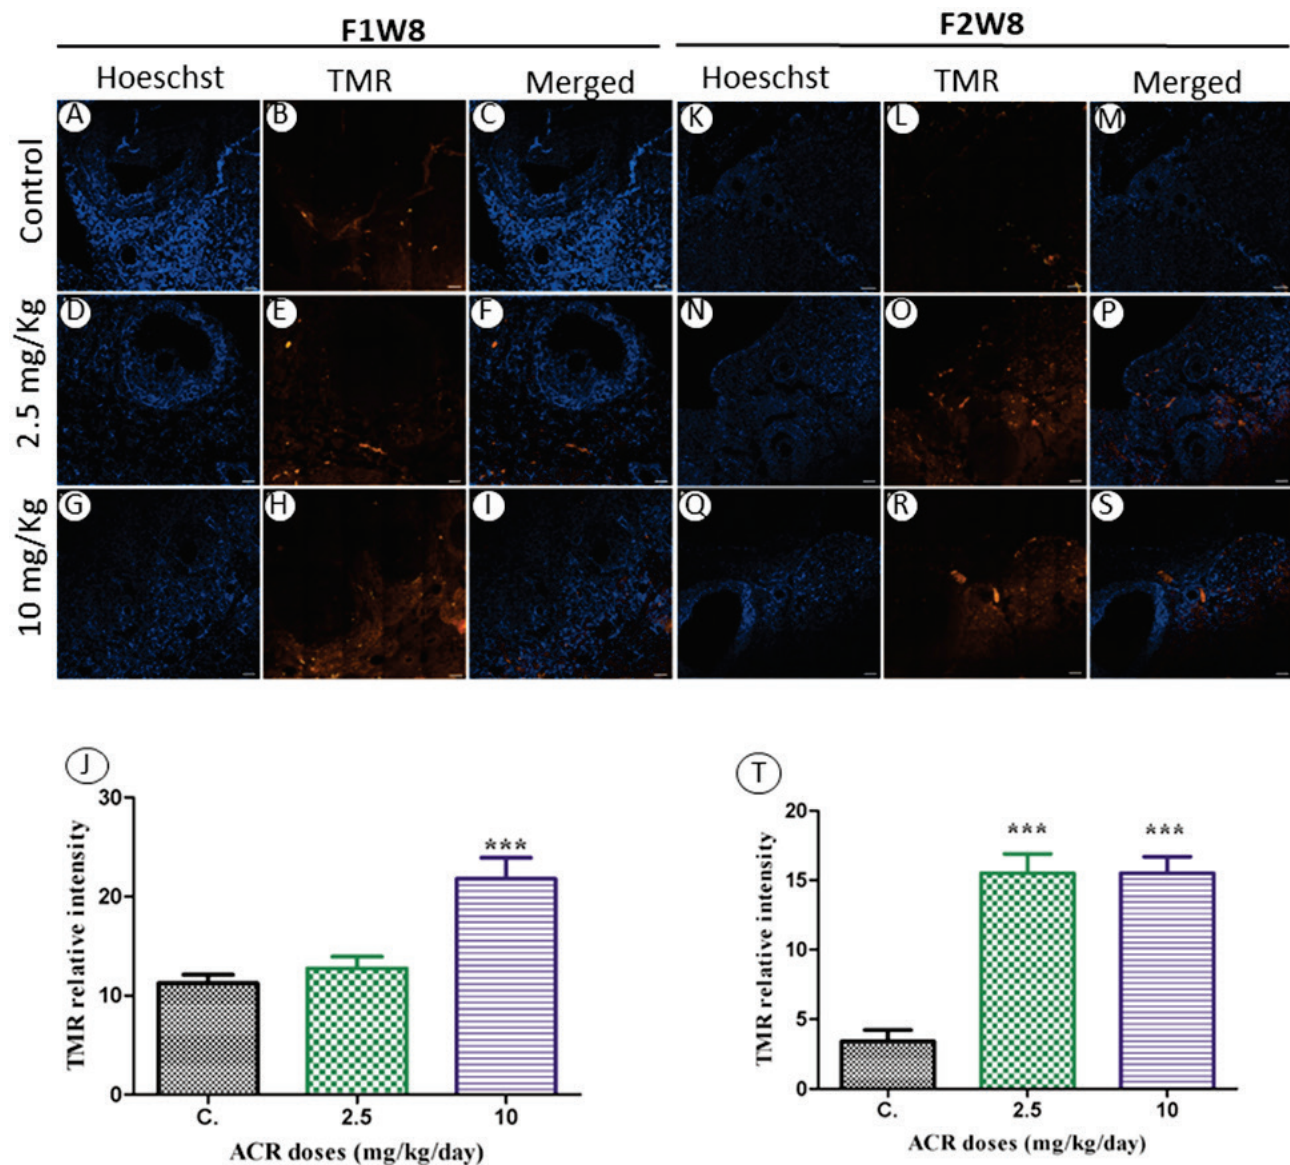 F1W8 F2W8
Hoeschst TMR Merged Hoeschst TMR Merged
Control
A B C K L M
2.5 mg/Kg
D E F N O P
10 mg/Kg
G H I Q R S
J
30
20
10
0
TMR relative intensity
***
C. 2.5 10
ACR doses (mg/kg/day)
T
20
15
10
5
0
TMR relative intensity
*** ***
C. 2.5 10
ACR doses (mg/kg/day)